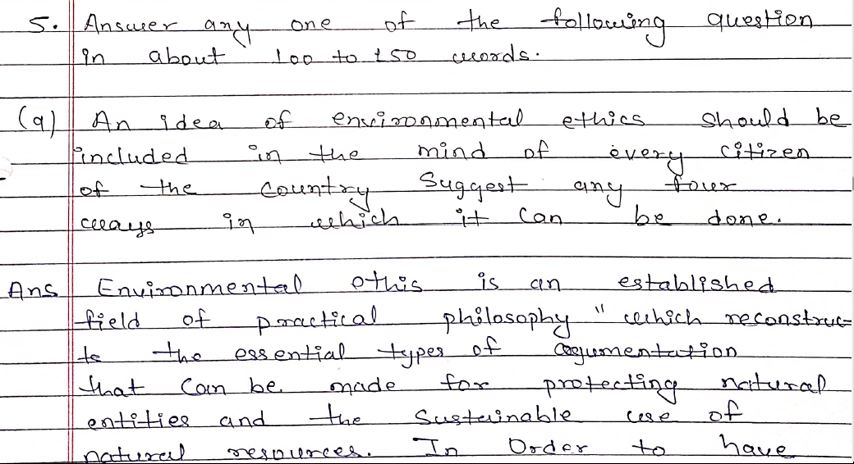 5. Answer any one of the following question
in about 100 to 150 words.
(a) An idea of environmental ethics should be
included in the mind of every citizen
of the country Suggest any four
ways in which it can be done.
Ans Environmental ethis is an established
field of practical philosophy " which reconstruc-
ts the essential types of argumentation
that can be made for protecting natural
entities and the sustainable use of
natural resources. In Order to have